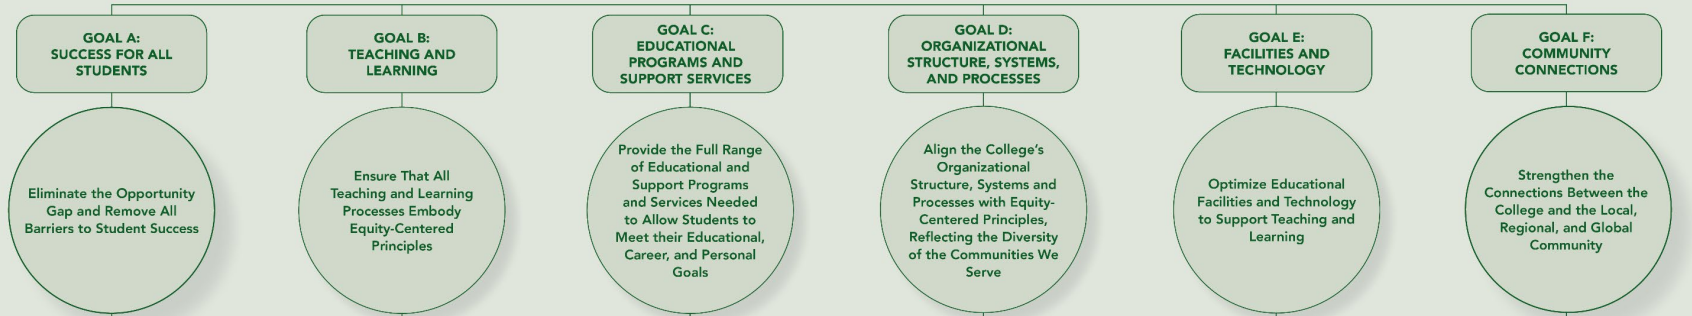 GOAL A:
SUCCESS FOR ALL
STUDENTS
Eliminate the Opportunity
Gap and Remove All
Barriers to Student Success
GOAL B:
TEACHING AND
LEARNING
Ensure That All
Teaching and Learning
Processes Embody
Equity-Centered
Principles
GOAL C:
EDUCATIONAL
PROGRAMS AND
SUPPORT SERVICES
Provide the Full Range
of Educational and
Support Programs
and Services Needed
to Allow Students to
Meet their Educational,
Career, and Personal
Goals
GOAL D:
ORGANIZATIONAL
STRUCTURE, SYSTEMS,
AND PROCESSES
Align the College's
Organizational
Structure, Systems and
Processes with Equity-
Centered Principles,
Reflecting the Diversity
of the Communities We
Serve
GOAL E:
FACILITIES AND
TECHNOLOGY
Optimize Educational
Facilities and Technology
to Support Teaching and
Learning
GOAL F:
COMMUNITY
CONNECTIONS
Strengthen the
Connections Between the
College and the Local,
Regional, and Global
Community